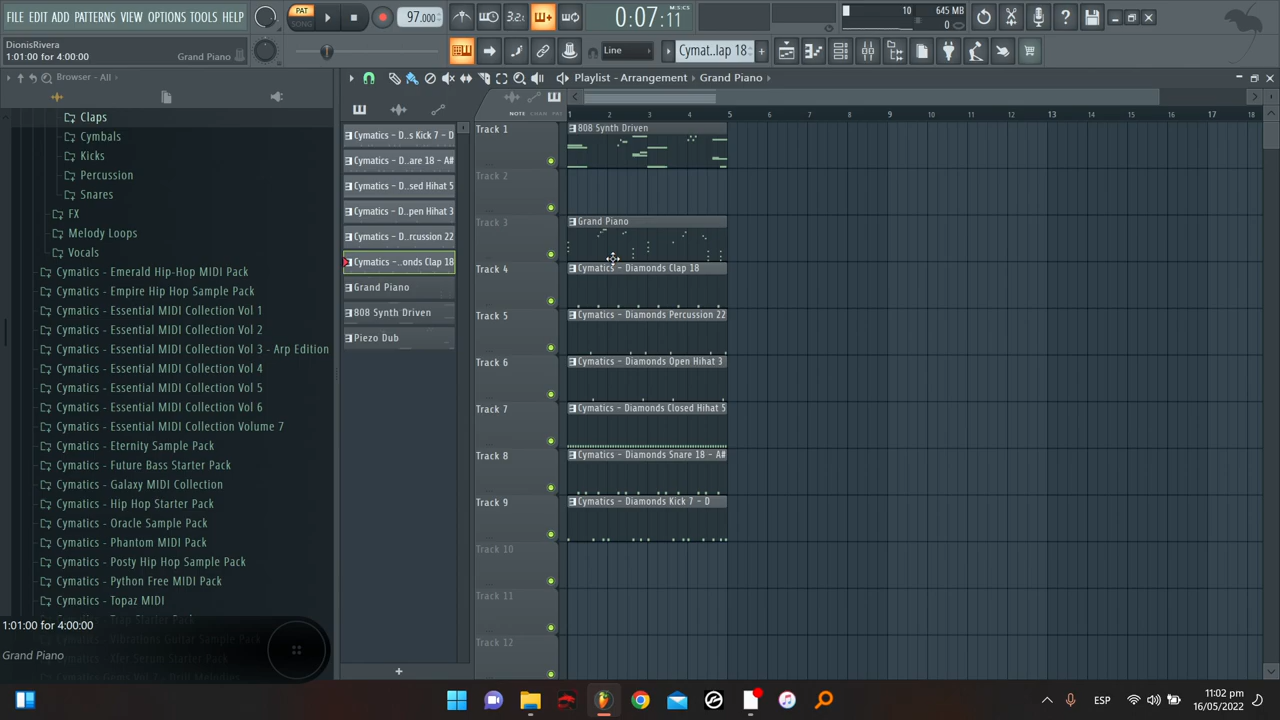 FILE EDIT ADD PATTERNS OPTIONS TOOLS HELP
PAT
SONG
97.000
0:07:11
10
645 MB
0
DionisRivera
1:01:00 for 4:00:00
Grand Piano
Line
Cymat..lap 18
Browser - All
Playlist - Arrangement
Grand Piano
Claps
Cymbals
Kicks
Percussion
Snares
FX
Melody Loops
Vocals
Cymatics - Emerald Hip-Hop MIDI Pack
Cymatics - Empire Hip Hop Sample Pack
Cymatics - Essential MIDI Collection Vol 1
Cymatics - Essential MIDI Collection Vol 2
Cymatics - Essential MIDI Collection Vol 3 - Arp Edition
Cymatics - Essential MIDI Collection Vol 4
Cymatics - Essential MIDI Collection Vol 5
Cymatics - Essential MIDI Collection Vol 6
Cymatics - Essential MIDI Collection Volume 7
Cymatics - Eternity Sample Pack
Cymatics - Future Bass Starter Pack
Cymatics - Galaxy MIDI Collection
Cymatics - Hip Hop Starter Pack
Cymatics - Oracle Sample Pack
Cymatics - Phantom MIDI Pack
Cymatics - Posty Hip Hop Sample Pack
Cymatics - Python Free MIDI Pack
Cymatics - Topaz MIDI
Cymatics - Trap Starter Pack
1:01:00 for 4:00:00
Grand Piano
Cymatics - D..s Kick 7 - D
Cymatics - D..are 18 - A#
Cymatics - D..sed Hihat 5
Cymatics - D..pen Hihat 3
Cymatics - D..rcussion 22
Cymatics - ..onds Clap 18
Grand Piano
808 Synth Driven
Piezo Dub
NOTE CHAN PAT
1 2 3 4 5 6 7 8 9 10 11 12 13 14 15 16 17 18
Track 1
808 Synth Driven
Track 2
Track 3
Grand Piano
Track 4
Cymatics - Diamonds Clap 18
Track 5
Cymatics - Diamonds Percussion 22
Track 6
Cymatics - Diamonds Open Hihat 3
Track 7
Cymatics - Diamonds Closed Hihat 5
Track 8
Cymatics - Diamonds Snare 18 - A#
Track 9
Cymatics - Diamonds Kick 7 - D
Track 10
Track 11
Track 12
ESP
11:02 p.m.
16/05/2022